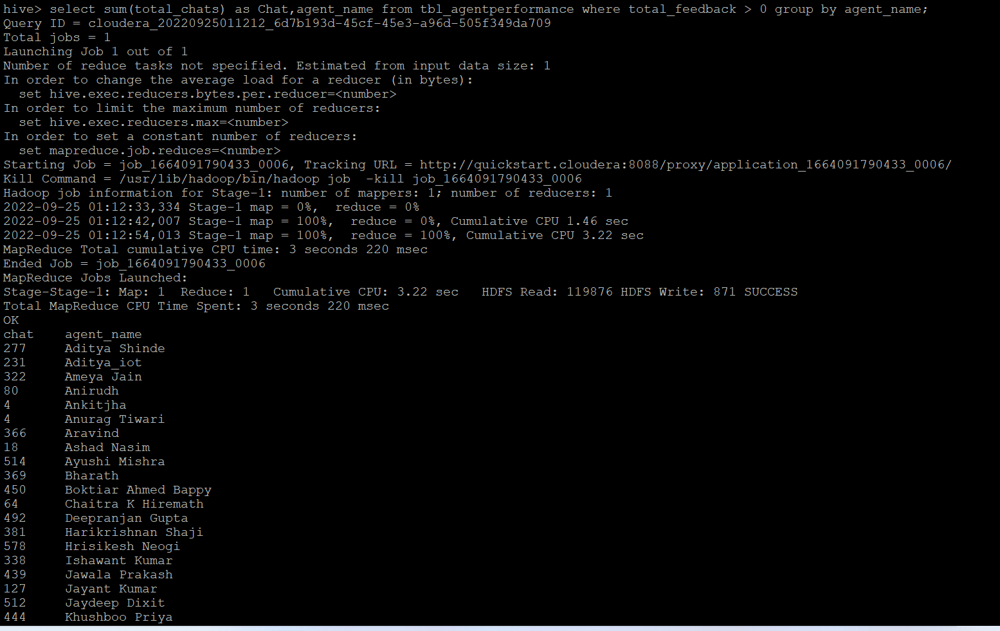 hive> select sum(total_chats) as Chat,agent_name from tbl_agentperformance where total_feedback > 0 group by agent_name;
Query ID = cloudera_20220925011212_6d7b193d-45cf-45e3-a96d-505f349da709
Total jobs = 1
Launching Job 1 out of 1
Number of reduce tasks not specified. Estimated from input data size: 1
In order to change the average load for a reducer (in bytes):
  set hive.exec.reducers.bytes.per.reducer=<number>
In order to limit the maximum number of reducers:
  set hive.exec.reducers.max=<number>
In order to set a constant number of reducers:
  set mapreduce.job.reduces=<number>
Starting Job = job_1664091790433_0006, Tracking URL = http://quickstart.cloudera:8088/proxy/application_1664091790433_0006/
Kill Command = /usr/lib/hadoop/bin/hadoop job  -kill job_1664091790433_0006
Hadoop job information for Stage-1: number of mappers: 1; number of reducers: 1
2022-09-25 01:12:33,334 Stage-1 map = 0%,  reduce = 0%
2022-09-25 01:12:42,007 Stage-1 map = 100%,  reduce = 0%, Cumulative CPU 1.46 sec
2022-09-25 01:12:54,013 Stage-1 map = 100%,  reduce = 100%, Cumulative CPU 3.22 sec
MapReduce Total cumulative CPU time: 3 seconds 220 msec
Ended Job = job_1664091790433_0006
MapReduce Jobs Launched:
Stage-Stage-1: Map: 1  Reduce: 1   Cumulative CPU: 3.22 sec   HDFS Read: 119876 HDFS Write: 871 SUCCESS
Total MapReduce CPU Time Spent: 3 seconds 220 msec
OK
chat    agent_name
277     Aditya Shinde
231     Aditya_iot
322     Ameya Jain
80      Anirudh
4       Ankitjha
4       Anurag Tiwari
366     Aravind
18      Ashad Nasim
514     Ayushi Mishra
369     Bharath
450     Boktiar Ahmed Bappy
64      Chaitra K Hiremath
492     Deepranjan Gupta
381     Harikrishnan Shaji
578     Hrisikesh Neogi
338     Ishawant Kumar
439     Jawala Prakash
127     Jayant Kumar
512     Jaydeep Dixit
444     Khushboo Priya